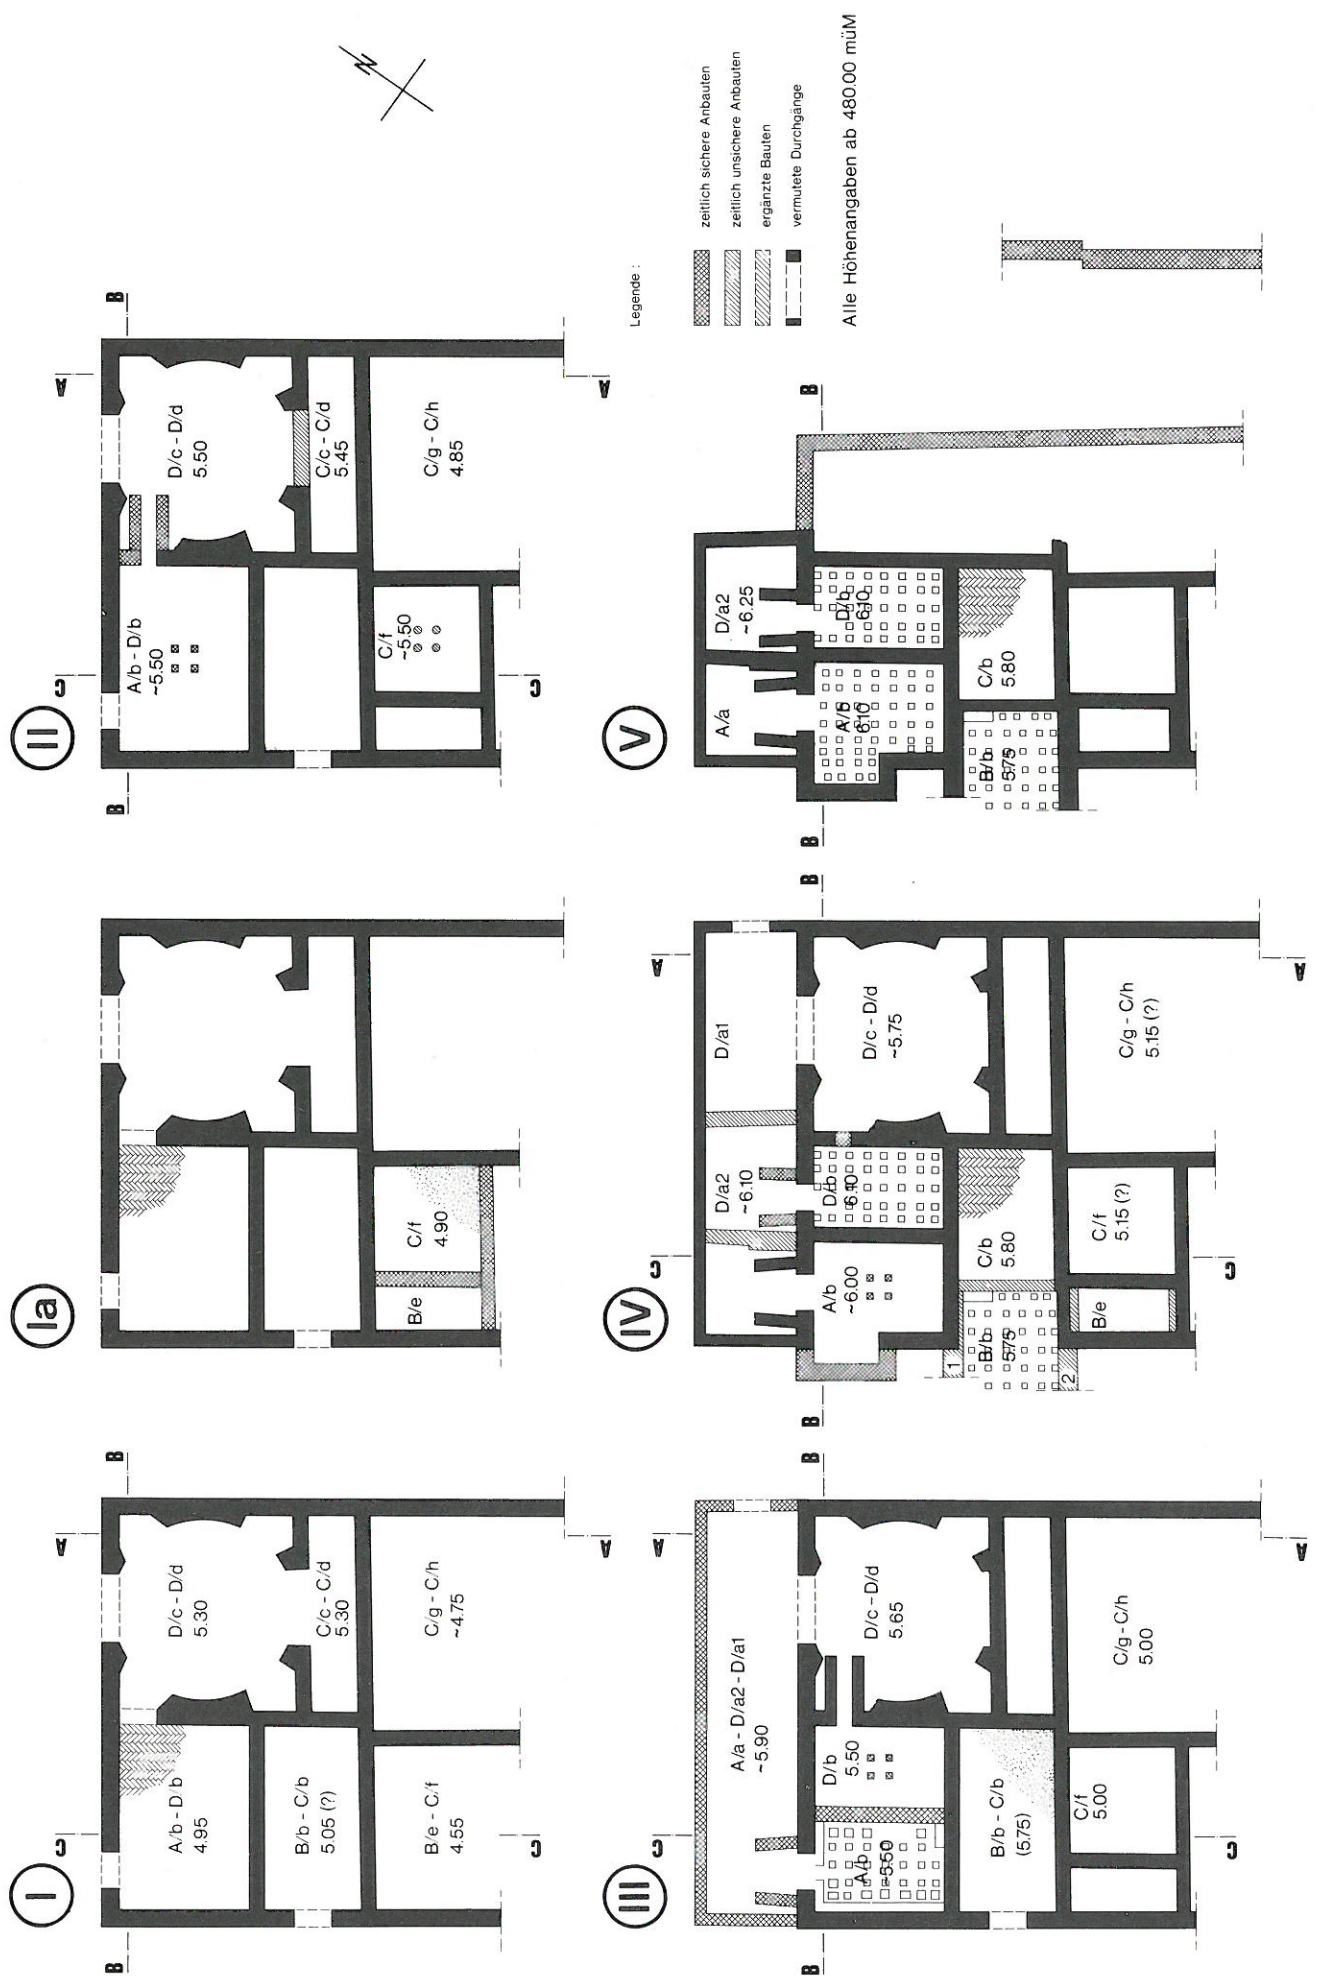 I
B
B
A
A
C
C
A/b - D/b
4.95
D/c - D/d
5.30
B/b - C/b
5.05 (?)
C/c - C/d
5.30
B/e - C/f
4.55
C/g - C/h
~4.75
Ia
B/e
C/f
4.90
II
B
B
A
A
C
C
A/b - D/b
~5.50
D/c - D/d
5.50
C/c - C/d
5.45
C/f
~5.50
C/g - C/h
4.85
N
III
B
B
A
A
C
C
A/a - D/a2 - D/a1
~5.90
A/b
~5.50
D/b
5.50
D/c - D/d
5.65
B/b - C/b
(5.75)
C/f
5.00
C/g - C/h
5.00
IV
B
B
A
A
C
C
D/a2
~6.10
D/a1
A/b
~6.00
D/b
6.10
D/c - D/d
~5.75
1
B/b
5.75
2
C/b
5.80
B/e
C/f
5.15 (?)
C/g - C/h
5.15 (?)
V
B
B
A/a
D/a2
~6.25
A/b
6.10
D/b
6.10
B/b
5.75
C/b
5.80
Legende :
zeitlich sichere Anbauten
zeitlich unsichere Anbauten
ergänzte Bauten
vermutete Durchgänge
Alle Höhenangaben ab 480.00 müM